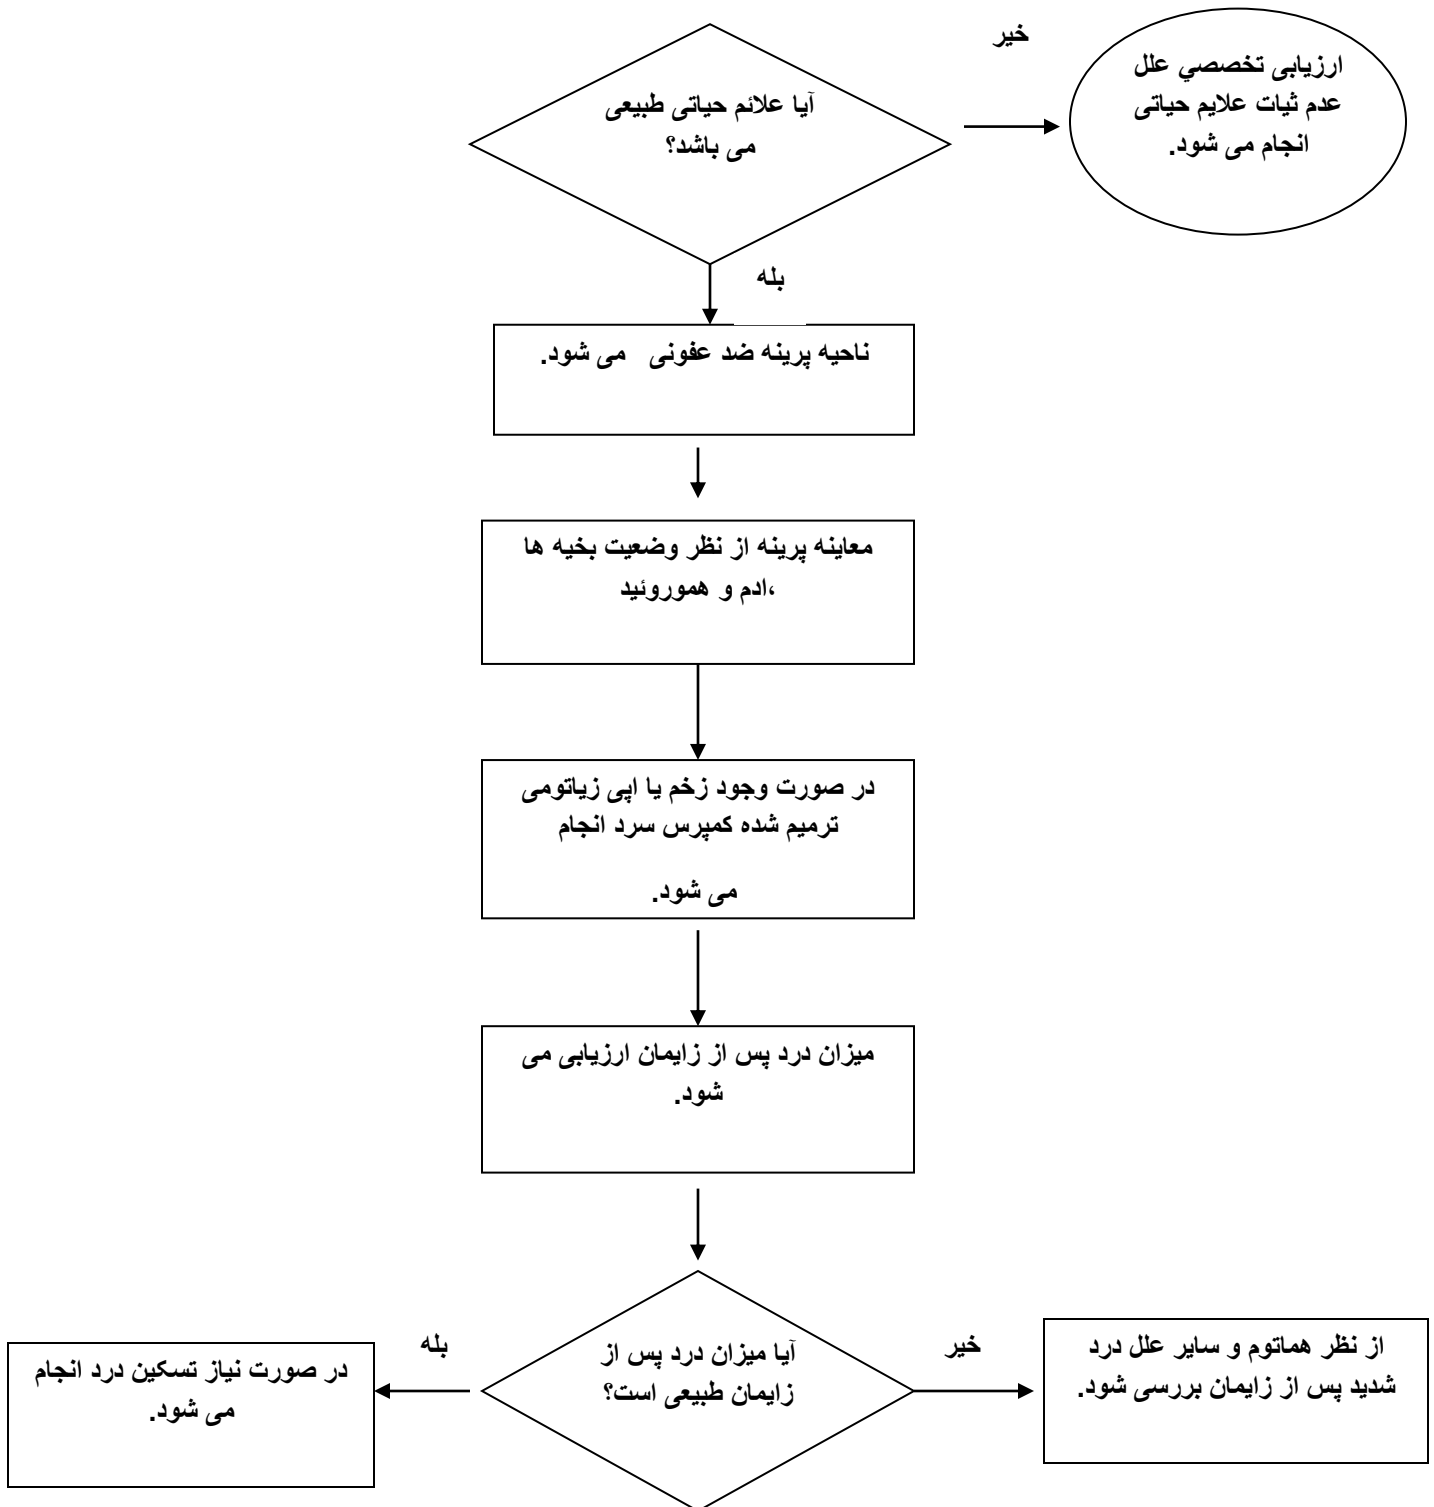 آیا علائم حیاتی طبیعی
می باشد؟
خیر
ارزیابی تخصصي علل
عدم ثیات علایم حیاتی
انجام می شود.
بله
ناحیه پرینه ضد عفونی می شود.
معاینه پرینه از نظر وضعیت بخیه ها
،ادم و هموروئید
در صورت وجود زخم یا اپی زیاتومی
ترمیم شده کمپرس سرد انجام
می شود.
میزان درد پس از زایمان ارزیابی می
شود.
آیا میزان درد پس از
زایمان طبیعی است؟
خیر
از نظر هماتوم و سایر علل درد
شدید پس از زایمان بررسی شود.
بله
در صورت نیاز تسکین درد انجام
می شود.